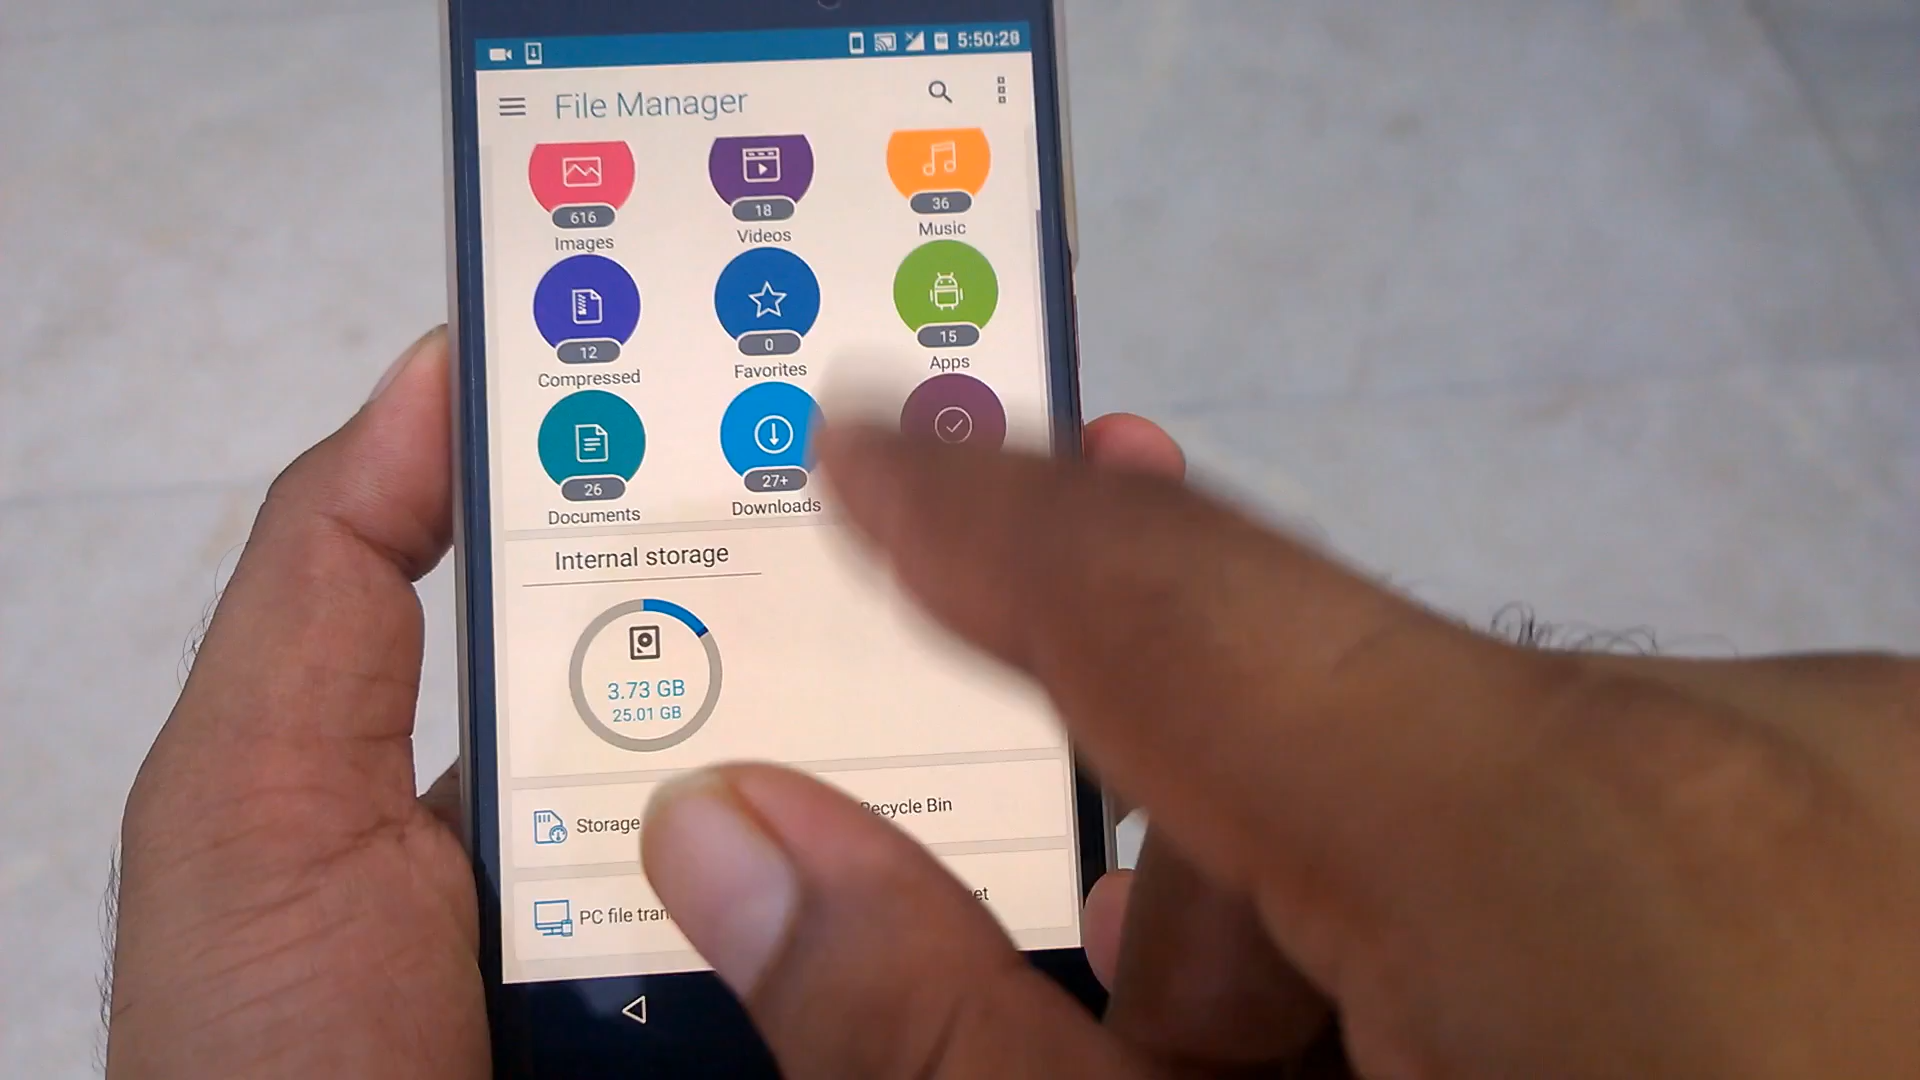 5:50:28
File Manager
616
18
36
Images
Videos
Music
12
0
15
Compressed
Favorites
Apps
26
27+
Documents
Downloads
Internal storage
3.73 GB
25.01 GB
Storage
Recycle Bin
PC file